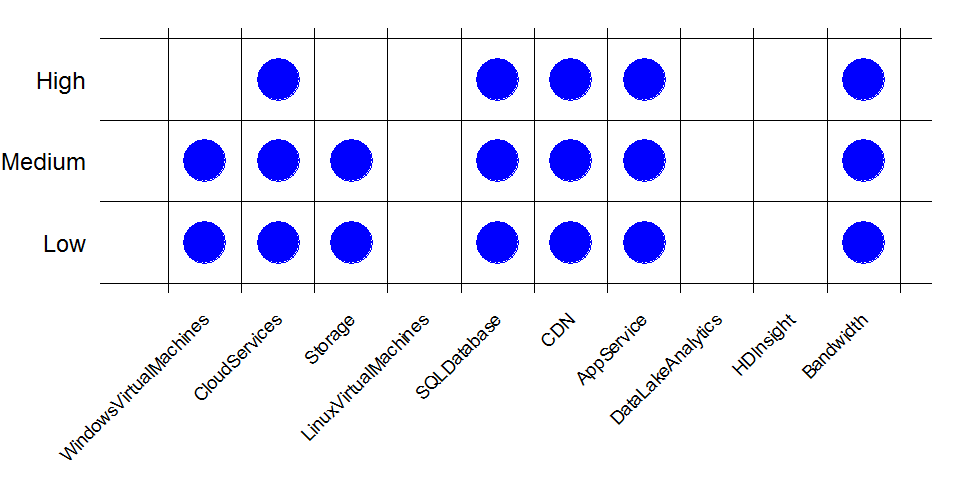 High
Medium
Low
WindowsVirtualMachines
CloudServices
Storage
LinuxVirtualMachines
SQLDatabase
CDN
AppService
DataLakeAnalytics
HDInsight
Bandwidth